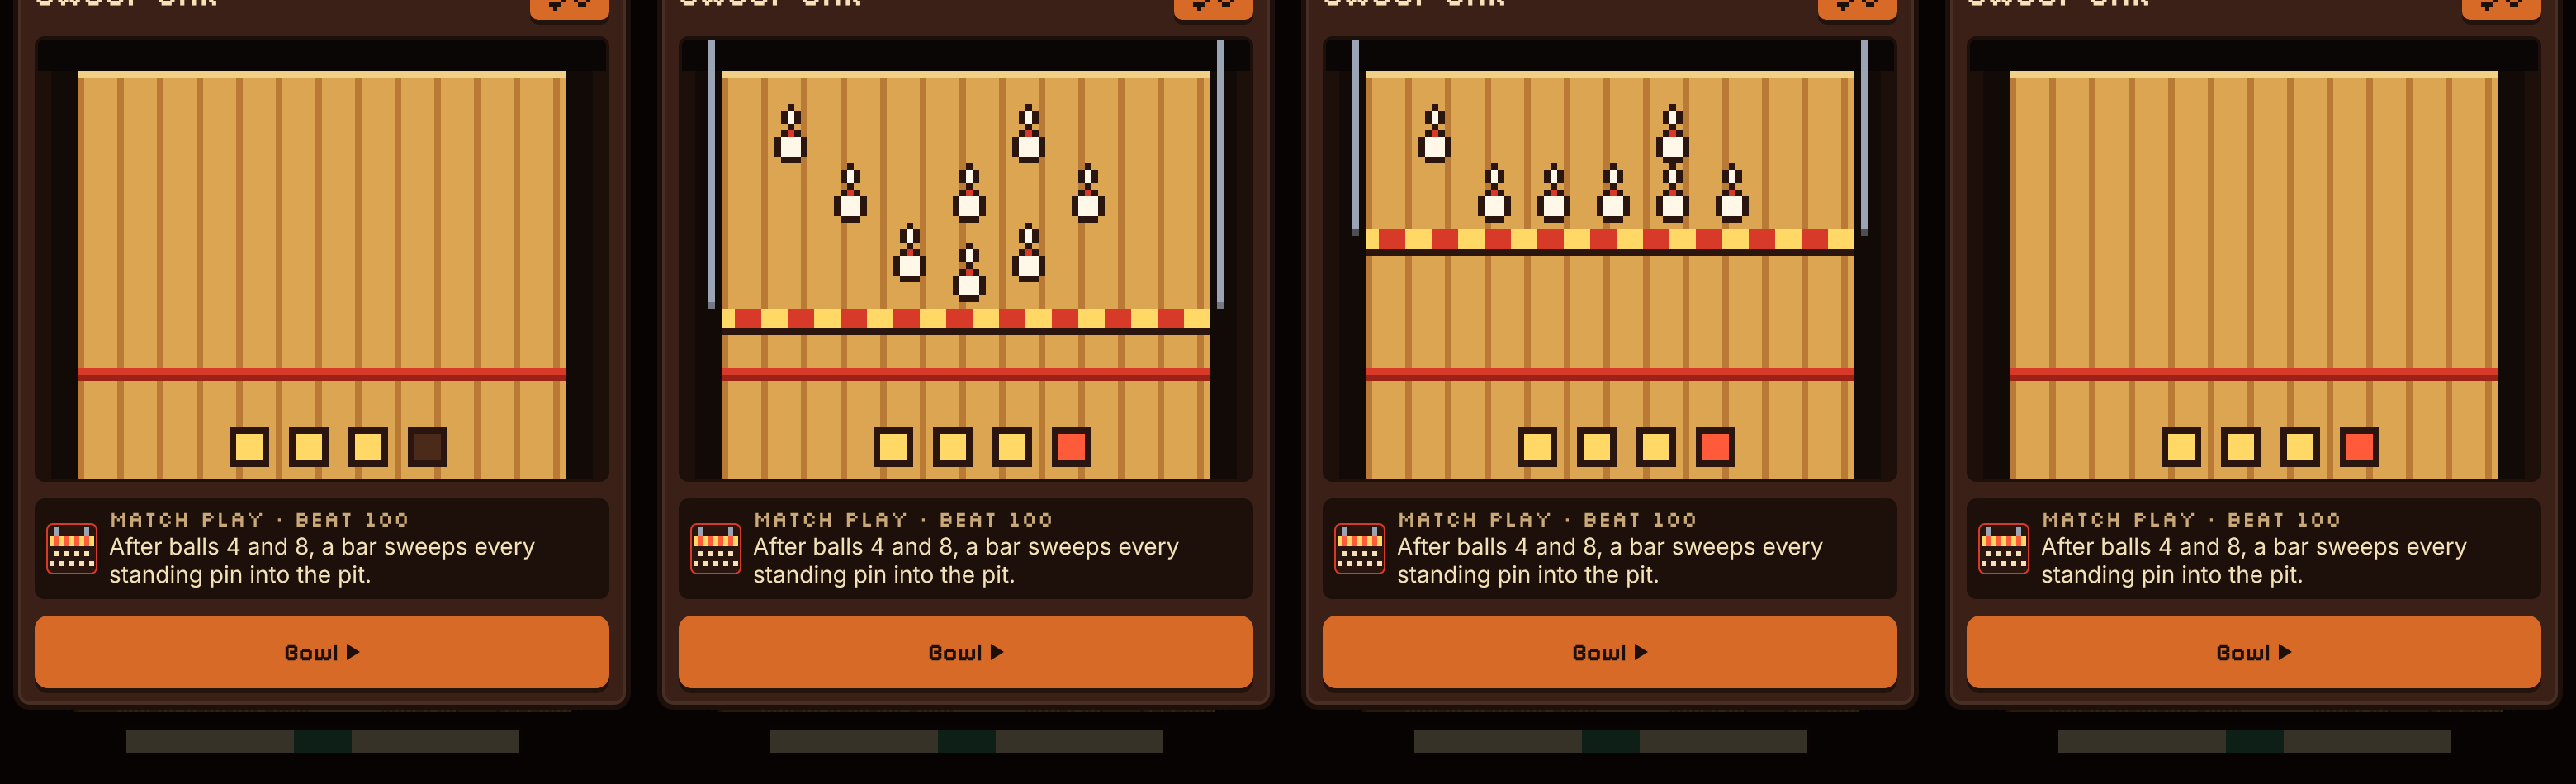 MATCH PLAY · BEAT 100
After balls 4 and 8, a bar sweeps every
standing pin into the pit.
Bowl ▶
MATCH PLAY · BEAT 100
After balls 4 and 8, a bar sweeps every
standing pin into the pit.
Bowl ▶
MATCH PLAY · BEAT 100
After balls 4 and 8, a bar sweeps every
standing pin into the pit.
Bowl ▶
MATCH PLAY · BEAT 100
After balls 4 and 8, a bar sweeps every
standing pin into the pit.
Bowl ▶